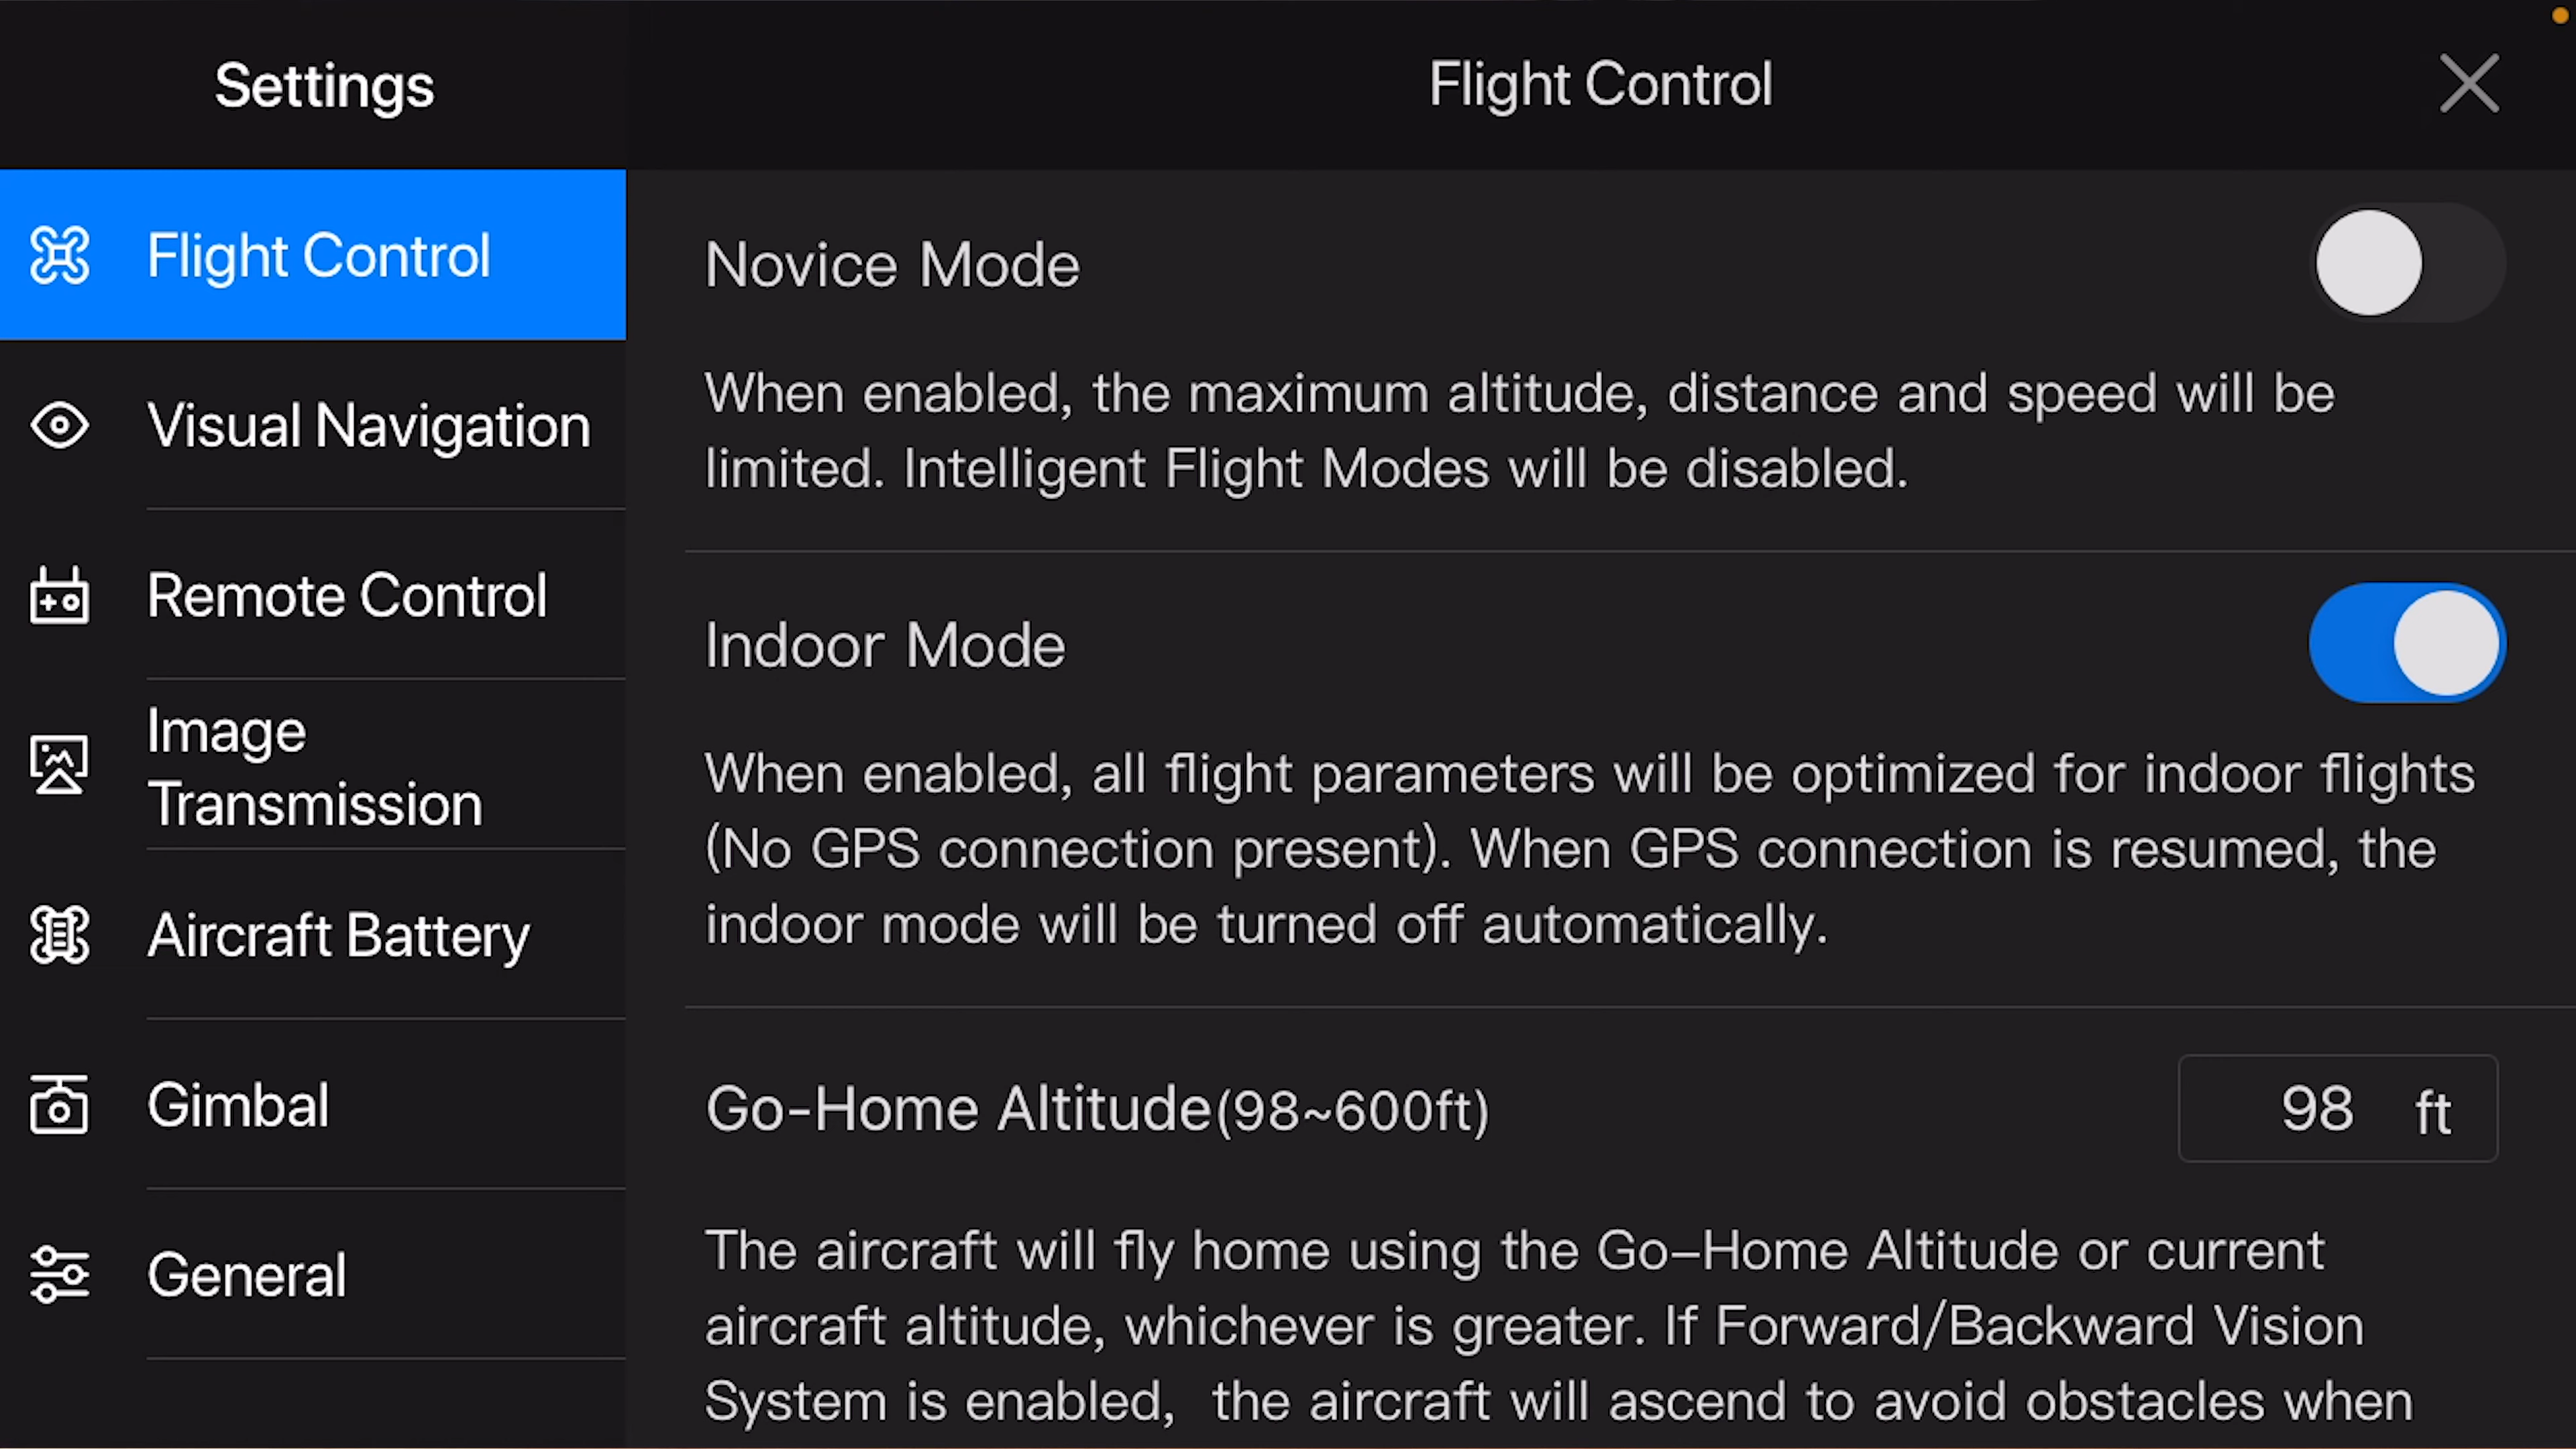 Settings
Flight Control
Flight Control
Visual Navigation
Remote Control
Image
Transmission
Aircraft Battery
Gimbal
General
Novice Mode
When enabled, the maximum altitude, distance and speed will be
limited. Intelligent Flight Modes will be disabled.
Indoor Mode
When enabled, all flight parameters will be optimized for indoor flights
(No GPS connection present). When GPS connection is resumed, the
indoor mode will be turned off automatically.
Go-Home Altitude(98~600ft)
98 ft
The aircraft will fly home using the Go–Home Altitude or current
aircraft altitude, whichever is greater. If Forward/Backward Vision
System is enabled, the aircraft will ascend to avoid obstacles when